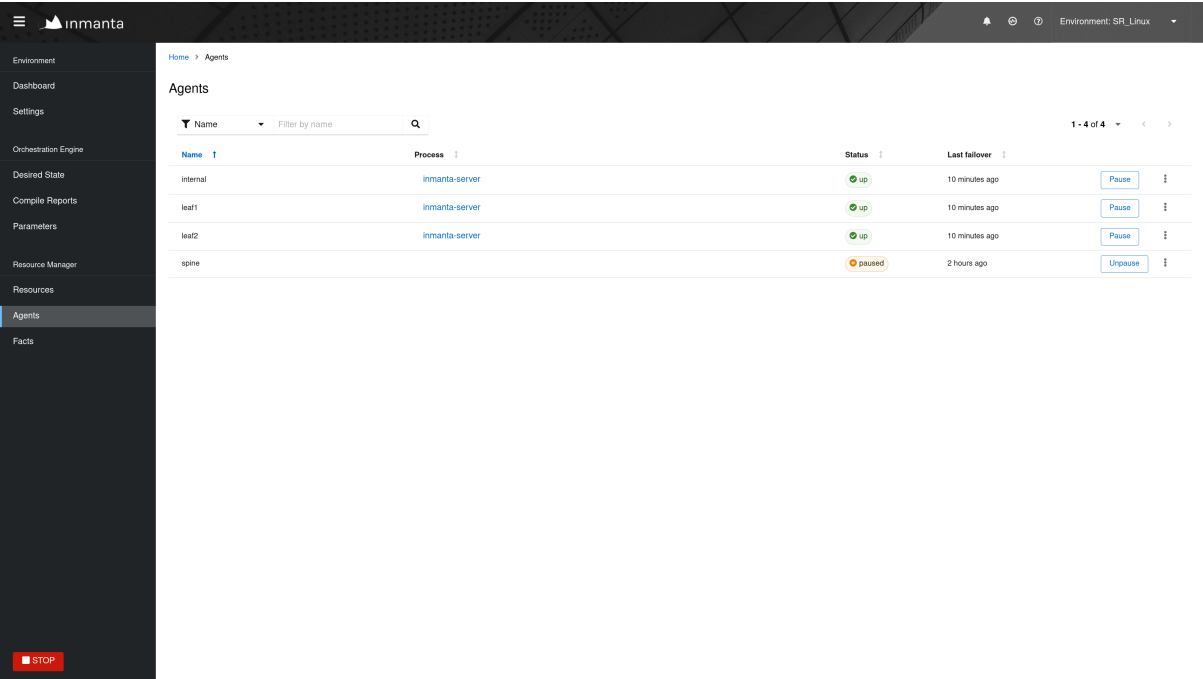 inmanta
Environment: SR_Linux
Environment
Dashboard
Settings
Orchestration Engine
Desired State
Compile Reports
Parameters
Resource Manager
Resources
Agents
Facts
STOP
Home > Agents
Agents
Name Filter by name 1 - 4 of 4
Name Process Status Last failover
internal inmanta-server up 10 minutes ago Pause
leaf1 inmanta-server up 10 minutes ago Pause
leaf2 inmanta-server up 10 minutes ago Pause
spine paused 2 hours ago Unpause